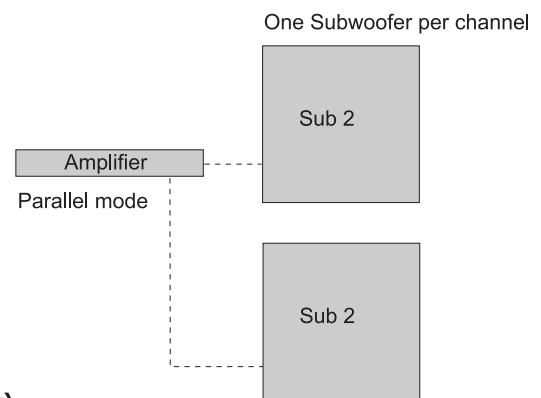 One Subwoofer per channel
Sub 2
Amplifier
Parallel mode
Sub 2
)